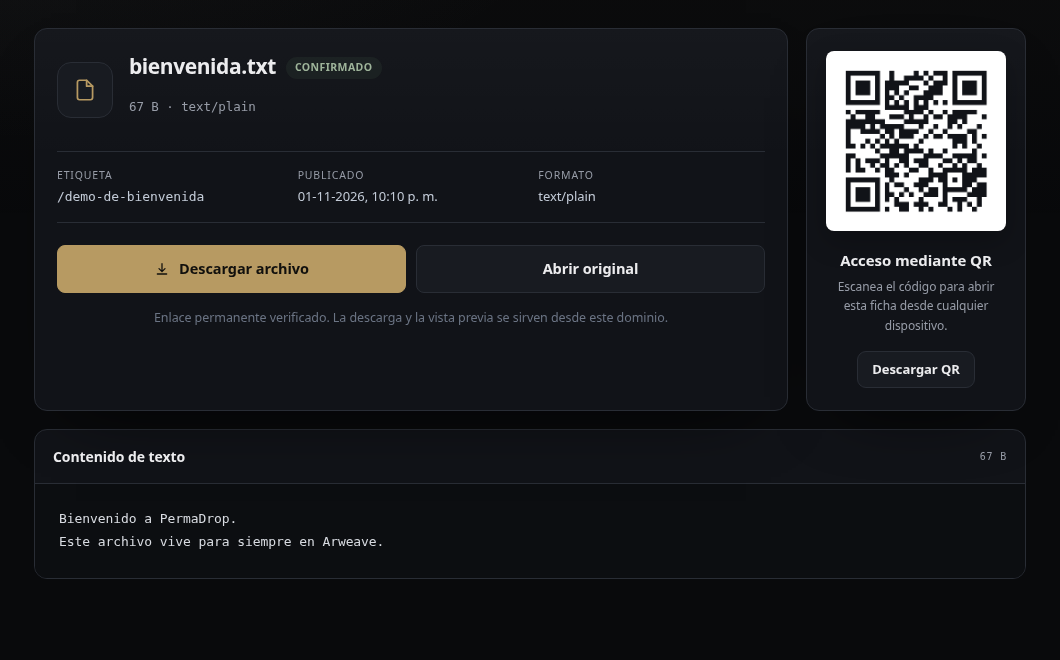 bienvenida.txt
CONFIRMADO
67 B · text/plain
ETIQUETA
/demo-de-bienvenida
PUBLICADO
01-11-2026, 10:10 p. m.
FORMATO
text/plain
Descargar archivo
Abrir original
Enlace permanente verificado. La descarga y la vista previa se sirven desde este dominio.
Acceso mediante QR
Escanea el código para abrir
esta ficha desde cualquier
dispositivo.
Descargar QR
Contenido de texto
67 B
Bienvenido a PermaDrop.
Este archivo vive para siempre en Arweave.